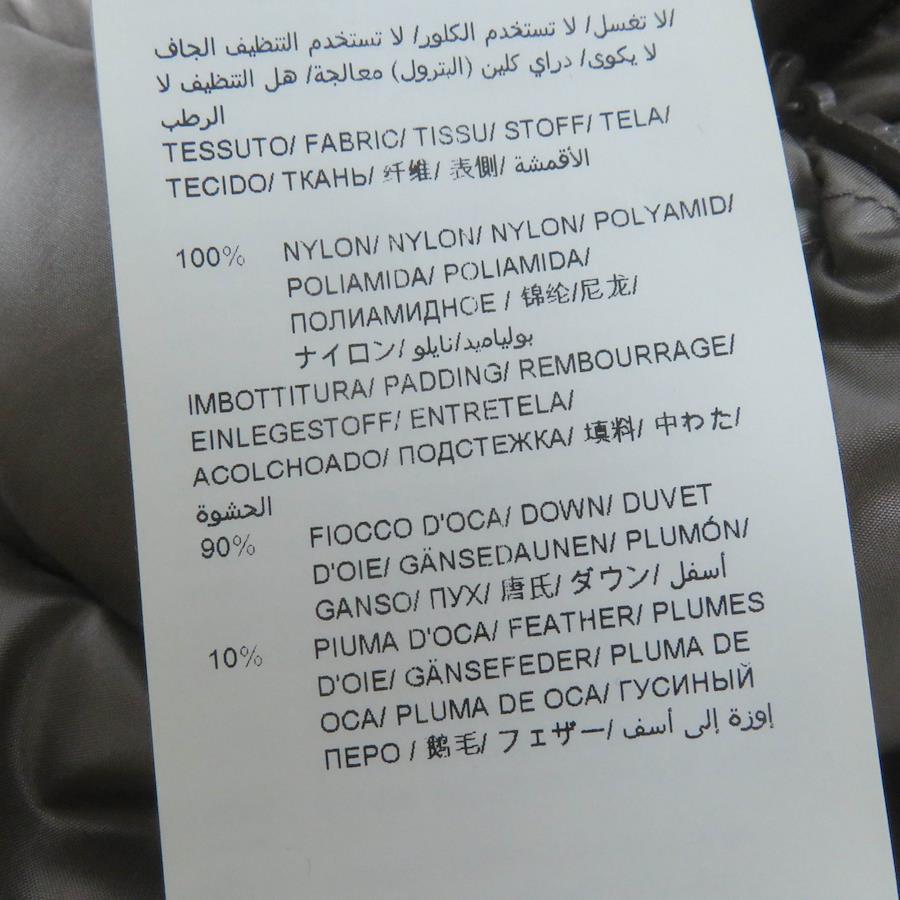 لا تغسل/ لا تستخدم الكلور/ لا تستخدم التنظيف الجاف/
لا يكوى/ دراي كلين (البترول) معالجة/ هل التنظيف لا
الرطب
TESSUTO/ FABRIC/ TISSU/ STOFF/ TELA/
TECIDO/ ТКАНЬ/ 纤维/ 表側/ الأقمشة
100% NYLON/ NYLON/ NYLON/ POLYAMID/
POLIAMIDA/ POLIAMIDA/
ПОЛИАМИДНОЕ / 锦纶/尼龙/
ナイロン/ بولياميد/نايلو
IMBOTTITURA/ PADDING/ REMBOURRAGE/
EINLEGESTOFF/ ENTRETELA/
ACOLCHOADO/ ПОДСТЕЖКА/ 填料/ 中わた/
الحشوة
90% FIOCCO D'OCA/ DOWN/ DUVET
D'OIE/ GÄNSEDAUNEN/ PLUMÓN/
GANSO/ ПУХ/ 唐氏/ ダウン/ أسفل
10% PIUMA D'OCA/ FEATHER/ PLUMES
D'OIE/ GÄNSEFEDER/ PLUMA DE
OCA/ PLUMA DE OCA/ ГУСИНЫЙ
ПЕРО / 鹅毛/ フェザー/ إوزة إلى أسف